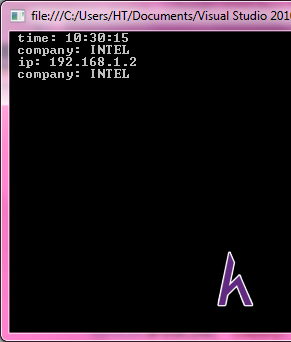 file:///C:/Users/HT/Documents/Visual Studio 201
time: 10:30:15
company: INTEL
ip: 192.168.1.2
company: INTEL